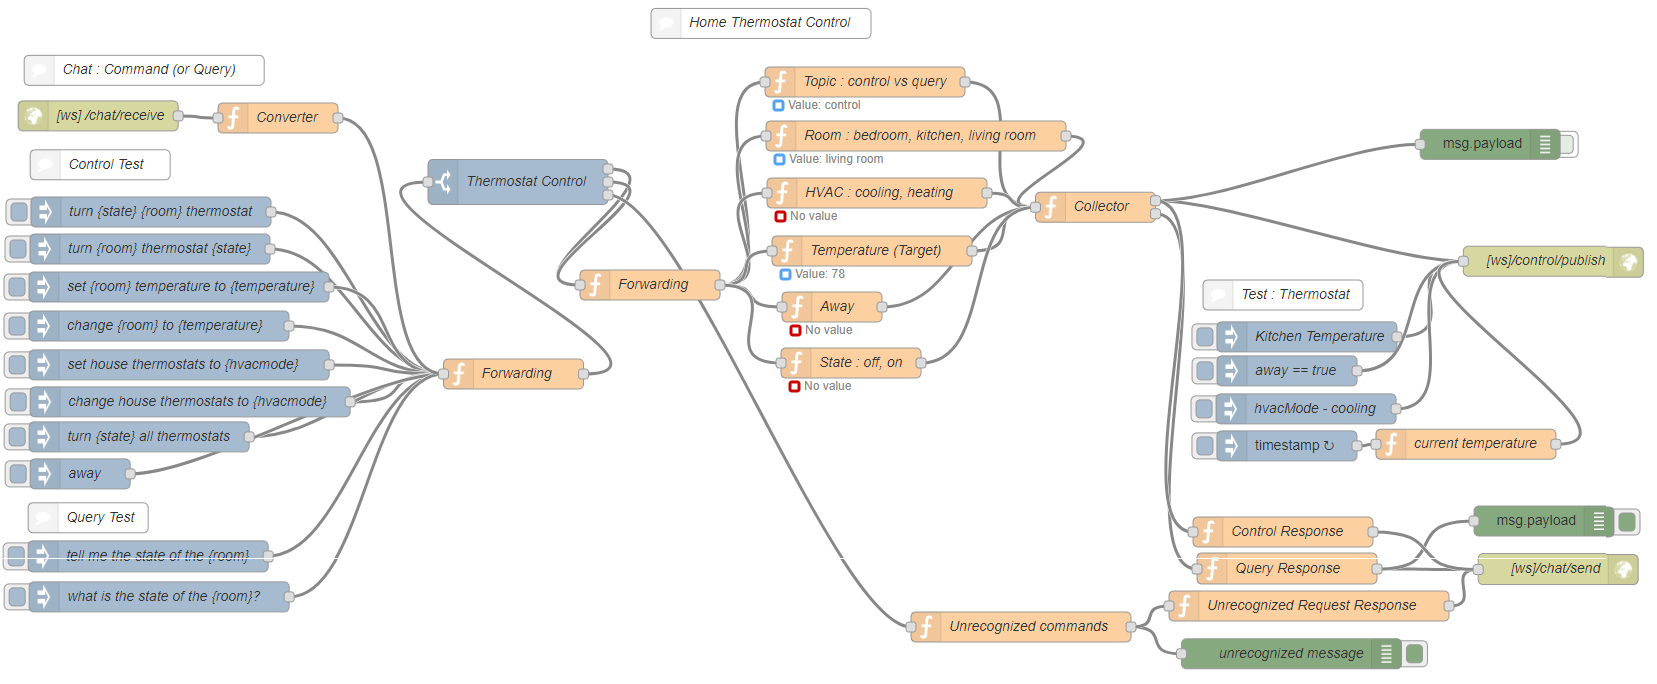 Home Thermostat Control
Chat : Command (or Query)
[ws] /chat/receive
Converter
Control Test
turn {state} {room} thermostat
turn {room} thermostat {state}
set {room} temperature to {temperature}
change {room} to {temperature}
set house thermostats to {hvacmode}
change house thermostats to {hvacmode}
turn {state} all thermostats
away
Query Test
tell me the state of the {room}
what is the state of the {room}?
Thermostat Control
Forwarding
Forwarding
Topic : control vs query
Value: control
Room : bedroom, kitchen, living room
Value: living room
HVAC : cooling, heating
No value
Temperature (Target)
Value: 78
Away
No value
State : off, on
No value
Collector
msg.payload
[ws]/control/publish
Test : Thermostat
Kitchen Temperature
away == true
hvacMode - cooling
timestamp ↻
current temperature
Control Response
Query Response
msg.payload
[ws]/chat/send
Unrecognized commands
Unrecognized Request Response
unrecognized message